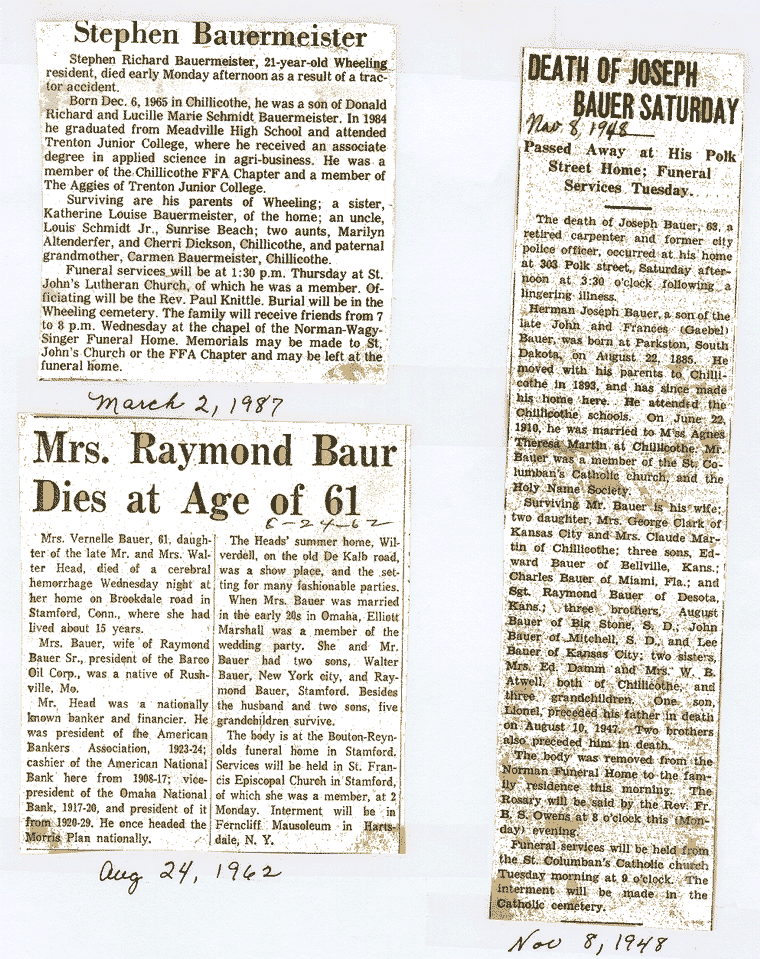 Stephen Bauermeister
Stephen Richard Bauermeister, 21-year-old Wheeling
resident, died early Monday afternoon as a result of a trac-
tor accident.
Born Dec. 6, 1965 in Chillicothe, he was a son of Donald
Richard and Lucille Marie Schmidt Bauermeister. In 1984
he graduated from Meadville High School and attended
Trenton Junior College, where he received an associate
degree in applied science in agri-business. He was a
member of the Chillicothe FFA Chapter and a member of
The Aggies of Trenton Junior College.
Surviving are his parents of Wheeling; a sister,
Katherine Louise Bauermeister, of the home; an uncle,
Louis Schmidt Jr., Sunrise Beach; two aunts, Marilyn
Altenderfer, and Cherri Dickson, Chillicothe, and paternal
grandmother, Carmen Bauermeister, Chillicothe.
Funeral services will be at 1:30 p.m. Thursday at St.
John's Lutheran Church, of which he was a member. Of-
ficiating will be the Rev. Paul Knittle. Burial will be in the
Wheeling cemetery. The family will receive friends from 7
to 8 p.m. Wednesday at the chapel of the Norman-Wagy-
Singer Funeral Home. Memorials may be made to St.
John's Church or the FFA Chapter and may be left at the
funeral home.
March 2, 1987
Mrs. Raymond Baur
Dies at Age of 61
8-24-62
Mrs. Vernelle Bauer, 61, daugh-
ter of the late Mr. and Mrs. Wal-
ter Head, died of a cerebral
hemorrhage Wednesday night at
her home on Brookdale road in
Stamford, Conn., where she had
lived about 15 years.
Mrs. Bauer, wife of Raymond
Bauer Sr., president of the Barco
Oil Corp., was a native of Rush-
ville, Mo.
Mr. Head was a nationally
known banker and financier. He
was president of the American
Bankers Association, 1923-24;
cashier of the American National
Bank here from 1908-17; vice-
president of the Omaha National
Bank, 1917-20, and president of it
from 1920-29. He once headed the
Morris Plan nationally.
The Heads' summer home, Wil-
verdell, on the old De Kalb road,
was a show place, and the set-
ting for many fashionable parties.
When Mrs. Bauer was married
in the early 20s in Omaha, Elliott
Marshall was a member of the
wedding party. She and Mr.
Bauer had two sons, Walter
Bauer, New York city, and Ray-
mond Bauer, Stamford. Besides
the husband and two sons, five
grandchildren survive.
The body is at the Bouton-Reyn-
olds funeral home in Stamford.
Services will be held in St. Fran-
cis Episcopal Church in Stamford,
of which she was a member, at 2
Monday. Interment will be in
Ferncliff Mausoleum in Harts-
dale, N. Y.
Aug 24, 1962
DEATH OF JOSEPH
BAUER SATURDAY
Nov 8, 1948
Passed Away at His Polk
Street Home; Funeral
Services Tuesday.
The death of Joseph Bauer, 63, a
retired carpenter and former city
police officer, occurred at his home
at 303 Polk street, Saturday after-
noon at 3:30 o'clock following a
lingering illness.
Herman Joseph Bauer, a son of the
late John and Frances (Gaebel)
Bauer, was born at Parkston, South
Dakota, on August 22, 1885. He
moved with his parents to Chilli-
cothe in 1893, and has since made
his home here. He attended the
Chillicothe schools. On June 22,
1910, he was married to M'ss Agnes
Theresa Martin at Chillicothe. Mr.
Bauer was a member of the St. Co-
lumban's Catholic church, and the
Holy Name Society.
Surviving Mr. Bauer is his wife;
two daughter, Mrs. George Clark of
Kansas City and Mrs. Claude Mar-
tin of Chillicothe; three sons, Ed-
ward Bauer of Bellville, Kans.;
Charles Bauer of Miami, Fla.; and
Sgt. Raymond Bauer of Desota,
Kans.; three brothers, August
Bauer of Big Stone, S. D.; John
Bauer of Mitchell, S. D., and Lee
Bauer of Kansas City; two sisters,
Mrs. Ed. Damm and Mrs. W. B.
Atwell, both of Chillicothe, and
three grandchildren. One son,
Lionel, preceded his father in death
on August 10, 1947. Two brothers
also preceded him in death.
The body was removed from the
Norman Funeral Home to the fam-
ily residence this morning. The
Rosary will be said by the Rev. Fr.
B. S. Owens at 8 o'clock this (Mon-
day) evening.
Funeral services will be held from
the St. Columban's Catholic church
Tuesday morning at 9 o'clock. The
interment will be made in the
Catholic cemetery.
Nov 8, 1948